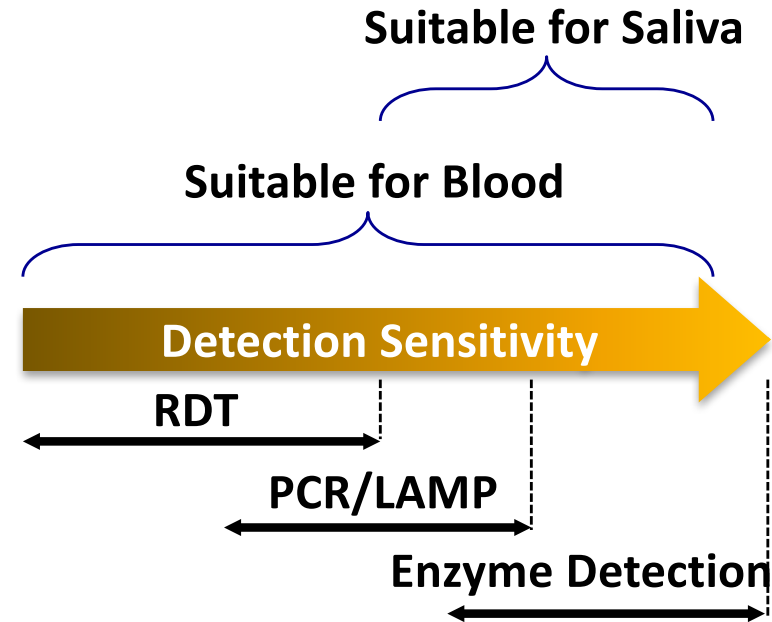 Suitable for Saliva
Suitable for Blood
Detection Sensitivity
RDT
PCR/LAMP
Enzyme Detection